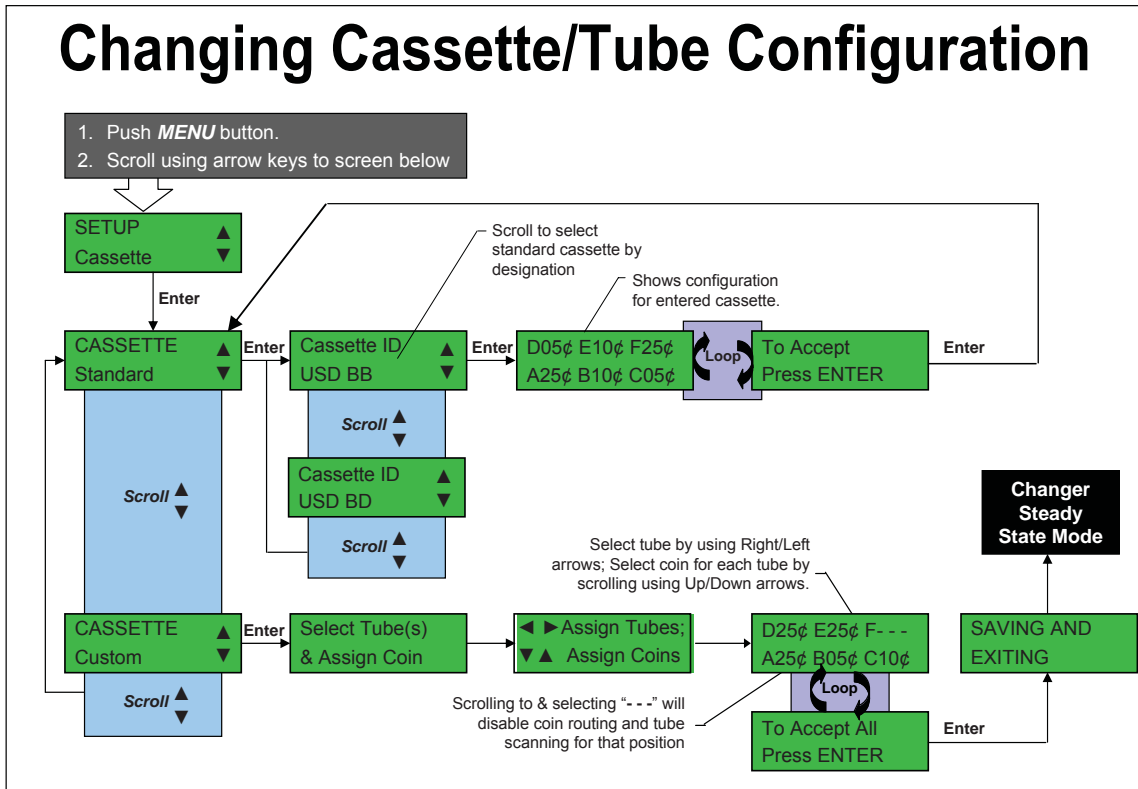 Changing Cassette/Tube Configuration
1. Push MENU button.
2. Scroll using arrow keys to screen below
SETUP ▲
Cassette ▼
Enter
Scroll to select
standard cassette by
designation
Shows configuration
for entered cassette.
CASSETTE ▲
Standard ▼
Enter
Cassette ID ▲
USD BB ▼
Enter
D05¢ E10¢ F25¢
A25¢ B10¢ C05¢
Loop
To Accept
Press ENTER
Enter
Scroll ▲
▼
Cassette ID ▲
USD BD ▼
Scroll ▲
▼
Scroll ▲
▼
Changer
Steady
State Mode
Select tube by using Right/Left
arrows; Select coin for each tube by
scrolling using Up/Down arrows.
CASSETTE ▲
Custom ▼
Enter
Select Tube(s)
& Assign Coin
◄ ►Assign Tubes;
▼▲ Assign Coins
D25¢ E25¢ F- - -
A25¢ B05¢ C10¢
SAVING AND
EXITING
Scroll ▲
▼
Scrolling to & selecting “- - -” will
disable coin routing and tube
scanning for that position
Loop
To Accept All
Press ENTER
Enter